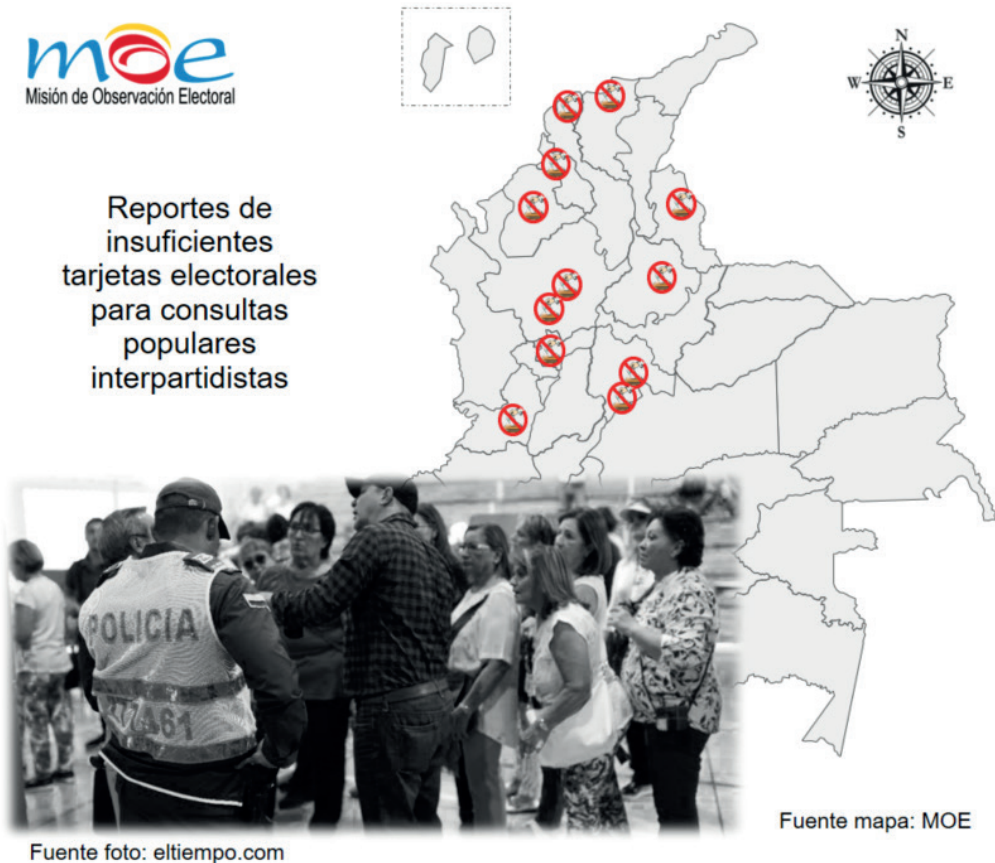 moe
Misión de Observación Electoral
N
W
E
S
Reportes de
insuficientes
tarjetas electorales
para consultas
populares
interpartidistas
POLICIA
Fuente mapa: MOE
Fuente foto: eltiempo.com